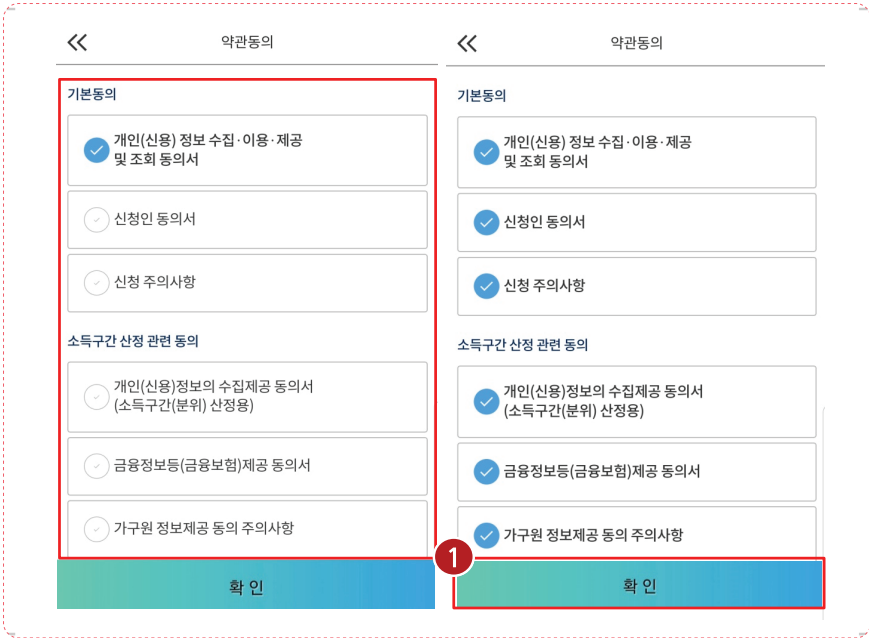 약관동의
기본동의
개인(신용) 정보 수집·이용·제공
및 조회 동의서
신청인 동의서
신청 주의사항
소득구간 산정 관련 동의
개인(신용)정보의 수집제공 동의서
(소득구간(분위) 산정용)
금융정보등(금융보험)제공 동의서
가구원 정보제공 동의 주의사항
확 인
약관동의
기본동의
개인(신용) 정보 수집·이용·제공
및 조회 동의서
신청인 동의서
신청 주의사항
소득구간 산정 관련 동의
개인(신용)정보의 수집제공 동의서
(소득구간(분위) 산정용)
금융정보등(금융보험)제공 동의서
가구원 정보제공 동의 주의사항
1
확 인